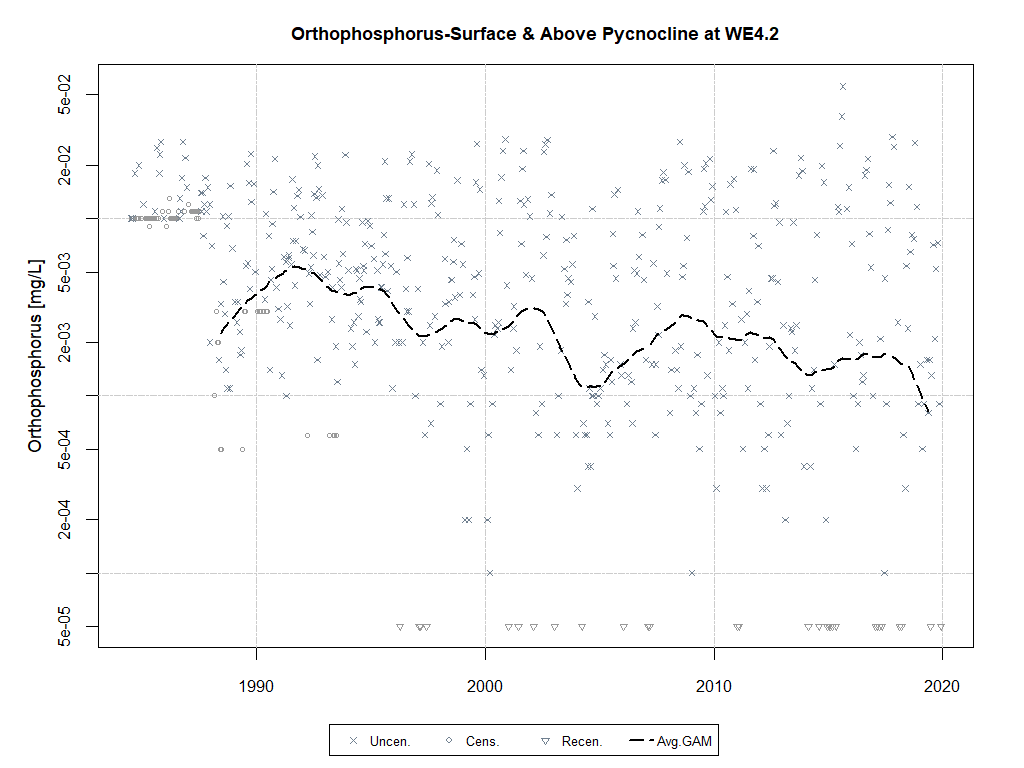 Orthophosphorus-Surface & Above Pycnocline at WE4.2
Orthophosphorus [mg/L]
5e-02
2e-02
5e-03
2e-03
5e-04
2e-04
5e-05
1990 2000 2010 2020
Uncen. Cens. Recen. Avg.GAM